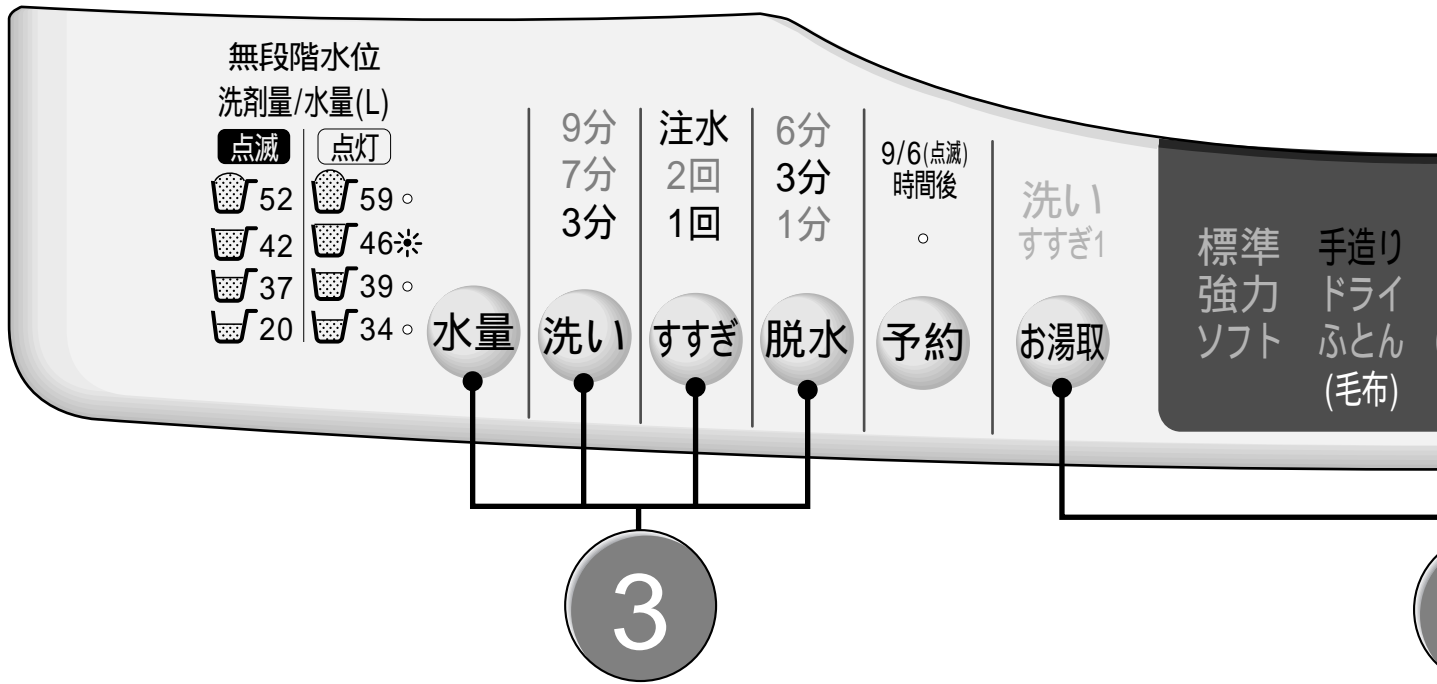 無段階水位
洗剤量/水量(L)
点滅 点灯
52 59
42 46
37 39
20 34
水量
9分
7分
3分
洗い
注水
2回
1回
すすぎ
6分
3分
1分
脱水
9/6(点滅)
時間後
予約
洗い
すすぎ1
お湯取
標準 手造り
強力 ドライ
ソフト ふとん
(毛布)
3